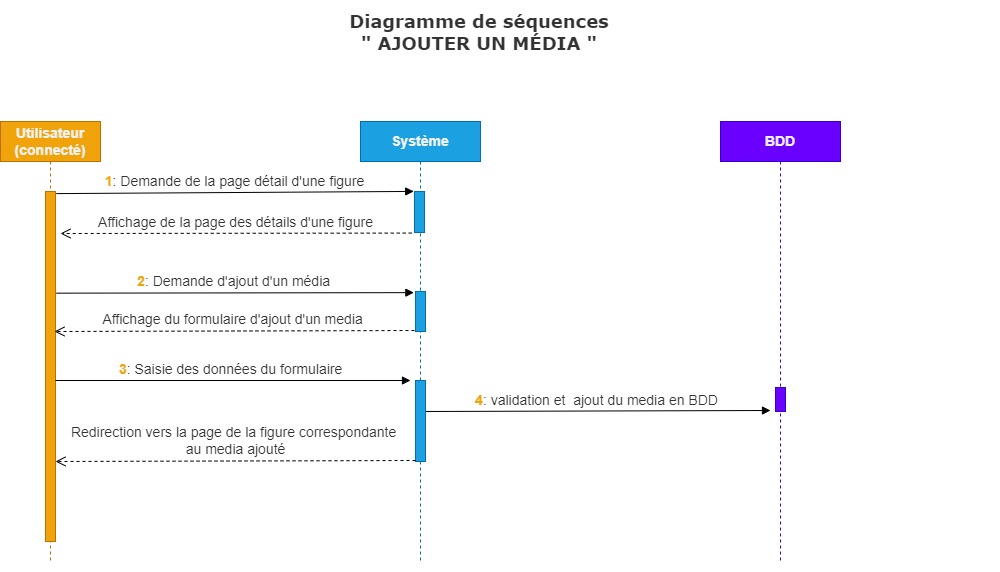 Diagramme de séquences
" AJOUTER UN MÉDIA "
Utilisateur
(connecté)
Système
BDD
1: Demande de la page détail d'une figure
Affichage de la page des détails d'une figure
2: Demande d'ajout d'un média
Affichage du formulaire d'ajout d'un media
3: Saisie des données du formulaire
4: validation et  ajout du media en BDD
Redirection vers la page de la figure correspondante
au media ajouté